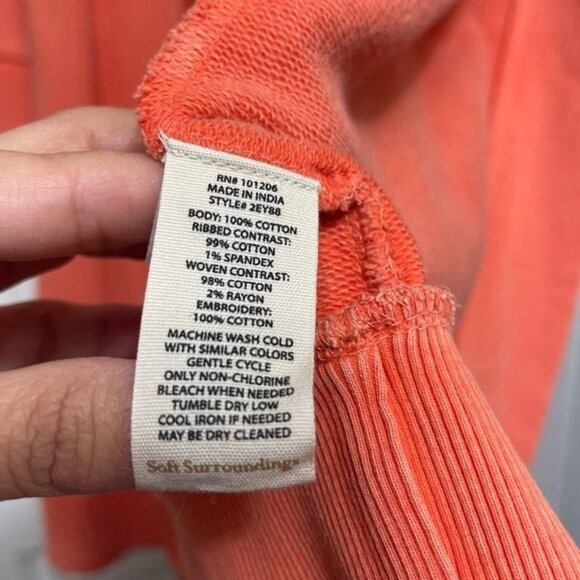 RN# 101206
MADE IN INDIA
STYLE# 2EY88
BODY: 100% COTTON
RIBBED CONTRAST:
99% COTTON
1% SPANDEX
WOVEN CONTRAST:
98% COTTON
2% RAYON
EMBROIDERY:
100% COTTON
MACHINE WASH COLD
WITH SIMILAR COLORS
GENTLE CYCLE
ONLY NON-CHLORINE
BLEACH WHEN NEEDED
TUMBLE DRY LOW
COOL IRON IF NEEDED
MAY BE DRY CLEANED
Soft Surroundings